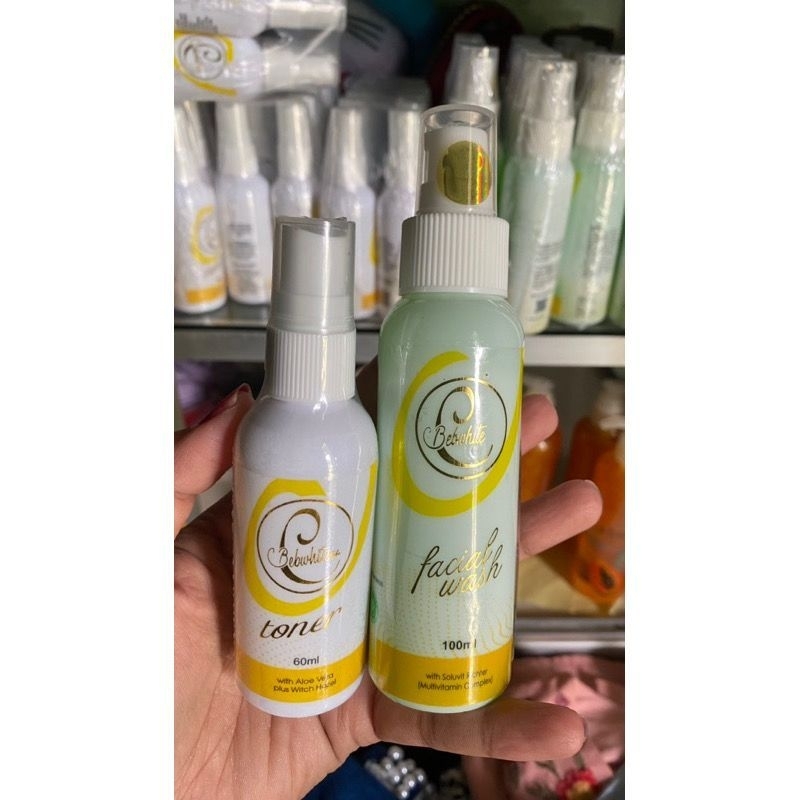 Bebwhite C
toner
60ml
with Aloe Vera
plus Witch Hazel
Bebwhite C
facial
wash
100ml
with Soluvit Richter
(Multivitamin Complex)